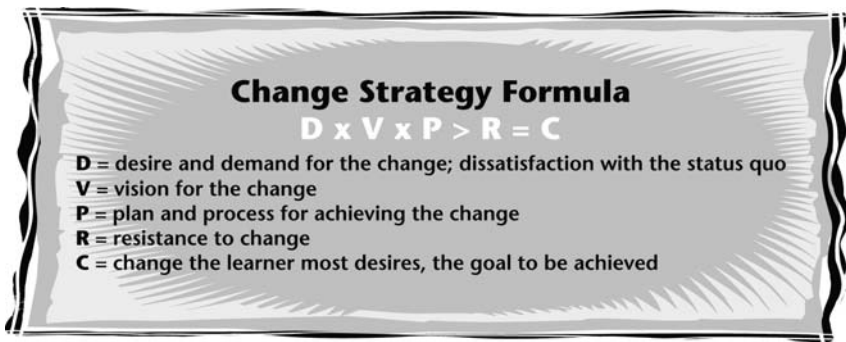 Change Strategy Formula
D x V x P > R = C
D = desire and demand for the change; dissatisfaction with the status quo
V = vision for the change
P = plan and process for achieving the change
R = resistance to change
C = change the learner most desires, the goal to be achieved